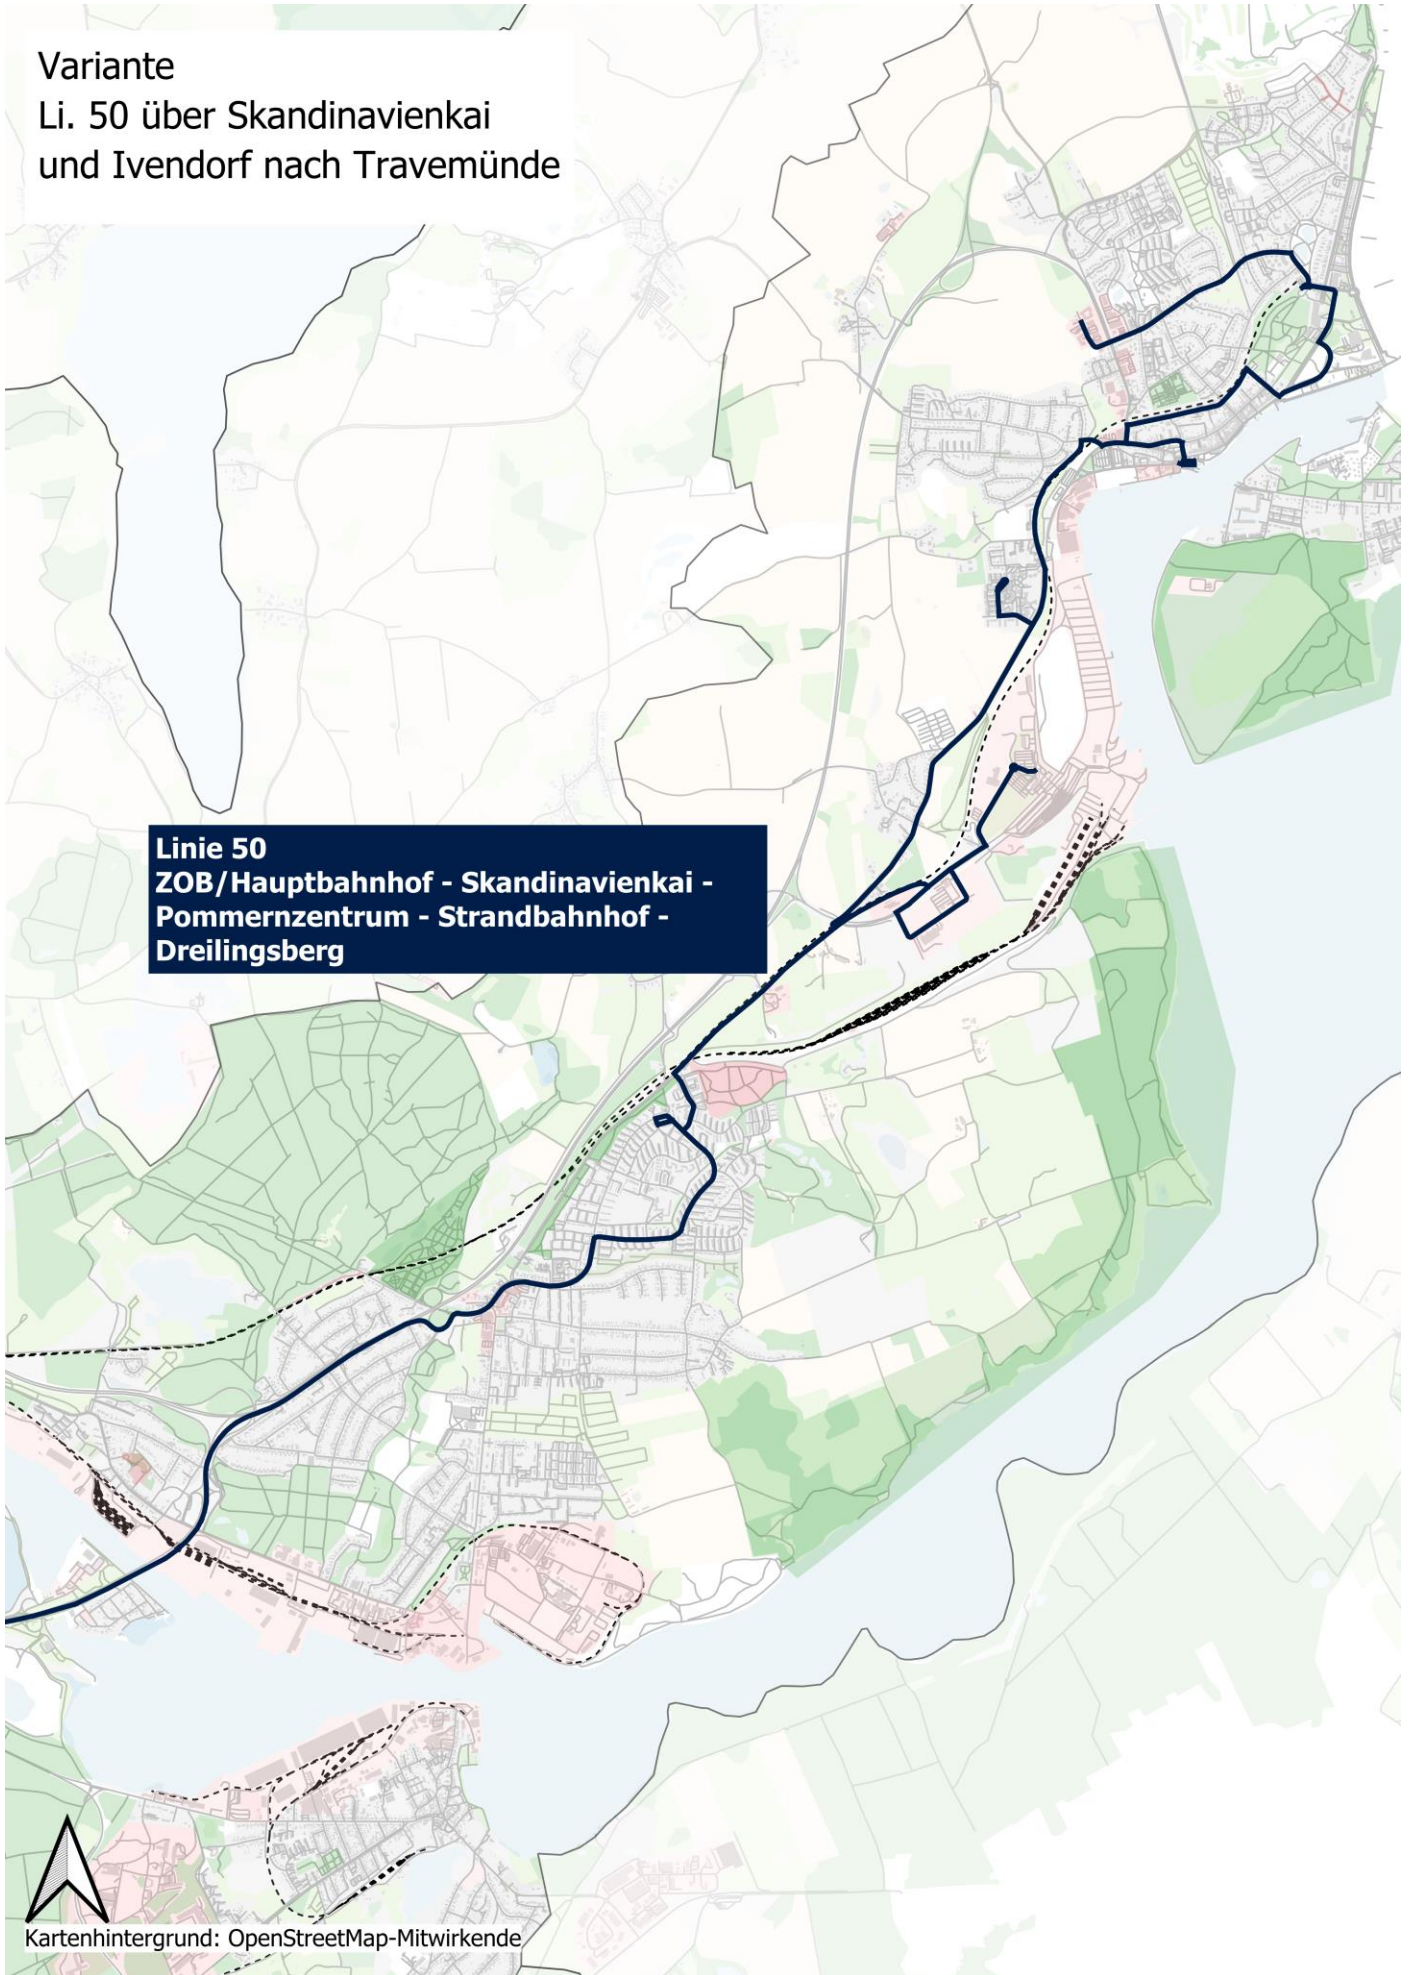 Variante
Li. 50 über Skandinavienkai
und Ivendorf nach Travemünde
Linie 50
ZOB/Hauptbahnhof - Skandinavienkai -
Pommernzentrum - Strandbahnhof -
Dreilingsberg
Kartenhintergrund: OpenStreetMap-Mitwirkende